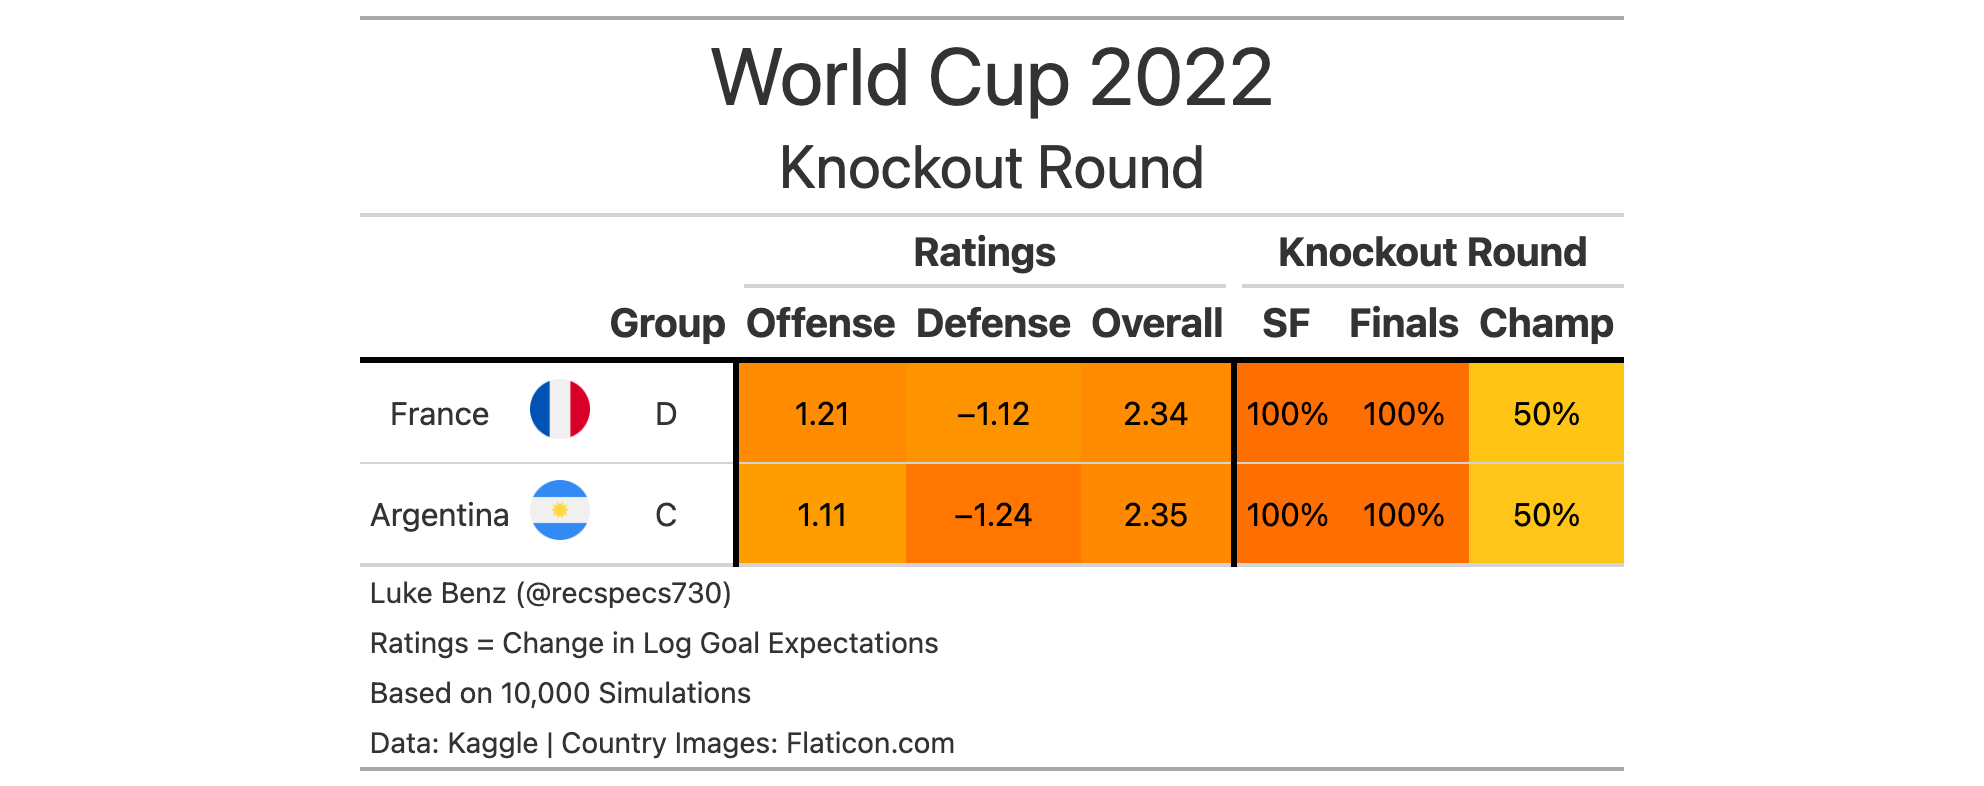 World Cup 2022
Knockout Round
Ratings Knockout Round
Group Offense Defense Overall SF Finals Champ
France D 1.21 −1.12 2.34 100% 100% 50%
Argentina C 1.11 −1.24 2.35 100% 100% 50%
Luke Benz (@recspecs730)
Ratings = Change in Log Goal Expectations
Based on 10,000 Simulations
Data: Kaggle | Country Images: Flaticon.com